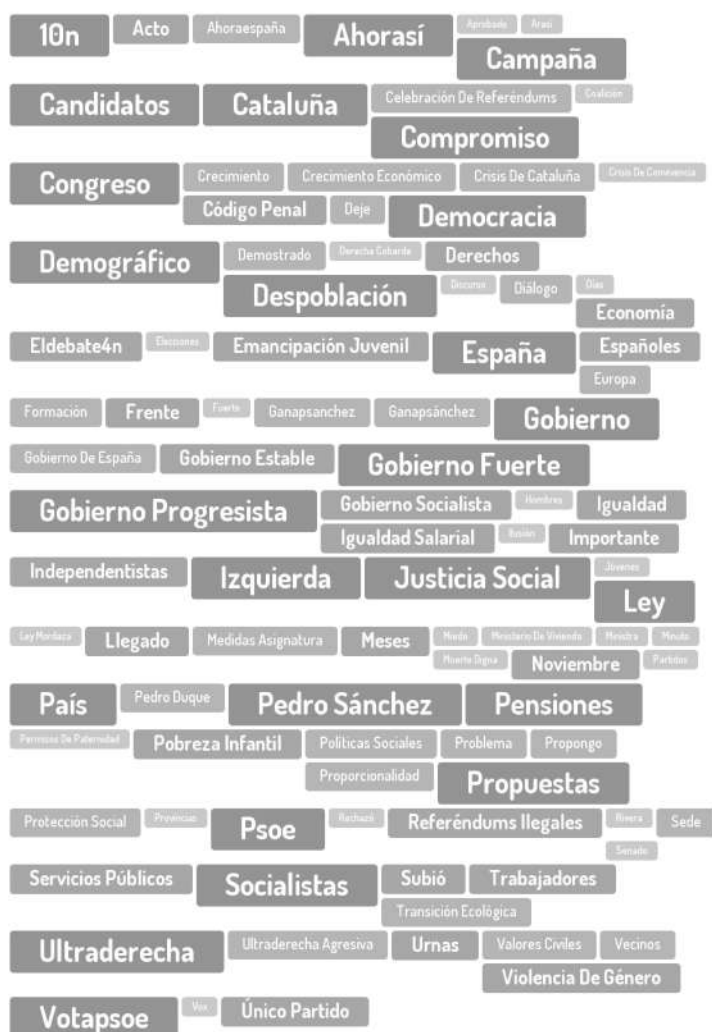 10n Acto Ahoraespaña Ahorasí Aprobado Arasí
Campaña
Candidatos Cataluña Celebración De Referéndums Coalición
Compromiso
Congreso Crecimiento Crecimiento Económico Crisis De Cataluña Crisis De Convivencia
Código Penal Deje Democracia
Demográfico Demostrado Derecha Cobarde Derechos
Despoblación Discurso Diálogo Días
Economía
Eldebate4n Elecciones Emancipación Juvenil España Españoles
Europa
Formación Frente Fuerte Ganapsanchez Ganapsánchez Gobierno
Gobierno De España Gobierno Estable Gobierno Fuerte
Gobierno Progresista Gobierno Socialista Hombres Igualdad
Igualdad Salarial Ilusión Importante
Independentistas Izquierda Justicia Social Jóvenes
Ley
Ley Mordaza Llegado Medidas Asignatura Meses Miedo Ministerio De Vivienda Ministra Minuto
Muerte Digna Noviembre Partidos
País Pedro Duque Pedro Sánchez Pensiones
Permisos De Paternidad Pobreza Infantil Políticas Sociales Problema Propongo
Proporcionalidad Propuestas
Protección Social Provincias Psoe Rechazó Referéndums Ilegales Rivera Sede
Senado
Servicios Públicos Socialistas Subió Trabajadores
Transición Ecológica
Ultraderecha Ultraderecha Agresiva Urnas Valores Civiles Vecinos
Violencia De Género
Votapsoe Vox Único Partido